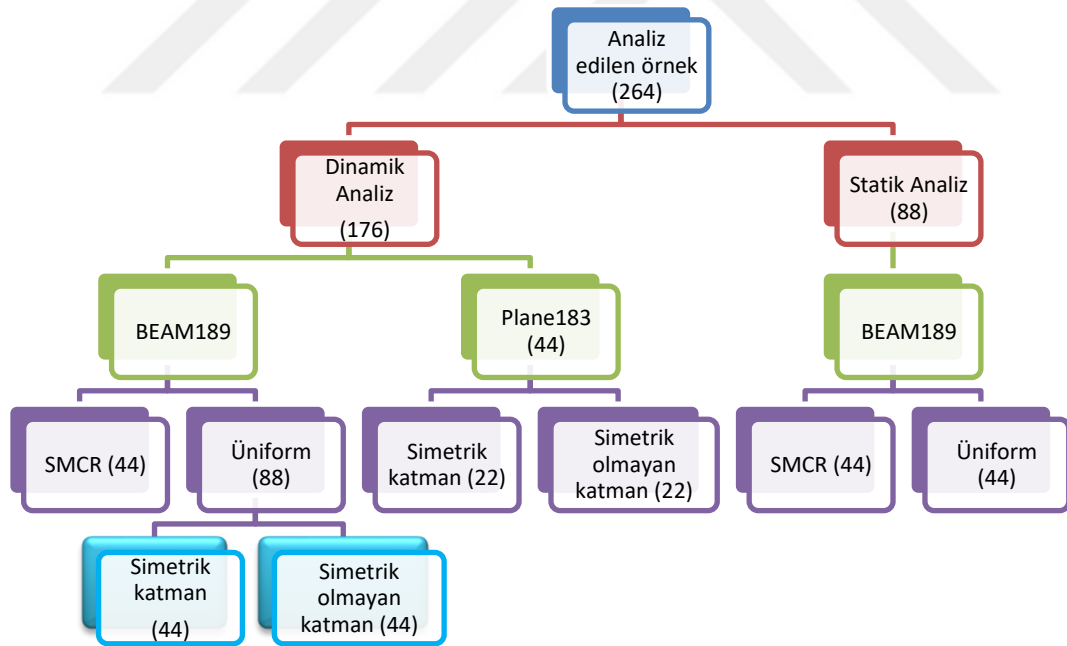 Analiz
edilen örnek
(264)
Dinamik
Analiz
(176)
Statik Analiz
(88)
BEAM189
Plane183
(44)
BEAM189
SMCR (44)
Üniform
(88)
Simetrik
katman (22)
Simetrik
olmayan
katman (22)
SMCR (44)
Üniform
(44)
Simetrik
katman
(44)
Simetrik
olmayan
katman (44)